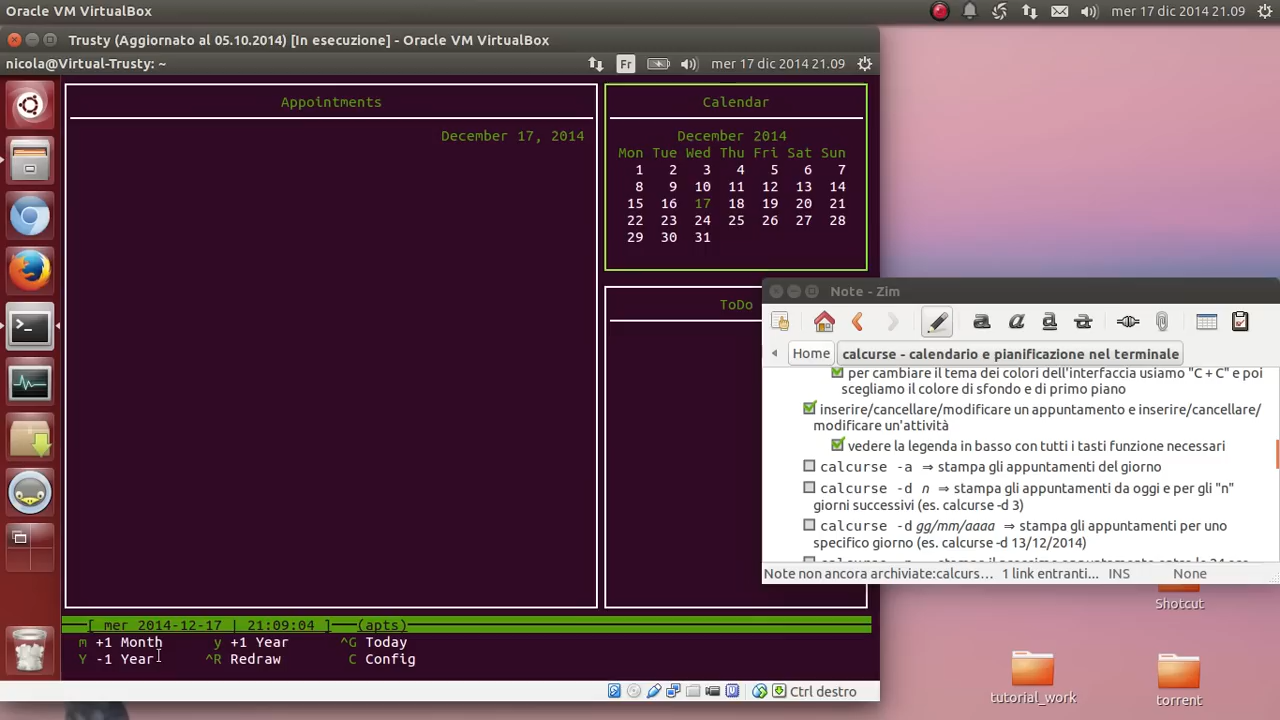 Oracle VM VirtualBox
mer 17 dic 2014 21.09
Trusty (Aggiornato al 05.10.2014) [In esecuzione] - Oracle VM VirtualBox
nicola@Virtual-Trusty: ~
Fr
mer 17 dic 2014 21.09
Appointments
December 17, 2014
Calendar
December 2014
Mon Tue Wed Thu Fri Sat Sun
1 2 3 4 5 6 7
8 9 10 11 12 13 14
15 16 17 18 19 20 21
22 23 24 25 26 27 28
29 30 31
ToDo
Note - Zim
Home
calcurse - calendario e pianificazione nel terminale
per cambiare il tema dei colori dell'interfaccia usiamo "C + C" e poi
scegliamo il colore di sfondo e di primo piano
inserire/cancellare/modificare un appuntamento e inserire/cancellare/
modificare un'attività
vedere la legenda in basso con tutti i tasti funzione necessari
calcurse -a ⇒ stampa gli appuntamenti del giorno
calcurse -d n ⇒ stampa gli appuntamenti da oggi e per gli "n"
giorni successivi (es. calcurse -d 3)
calcurse -d gg/mm/aaaa ⇒ stampa gli appuntamenti per uno
specifico giorno (es. calcurse -d 13/12/2014)
Note non ancora archiviate:calcurs… 1 link entranti… INS None
[ mer 2014-12-17 | 21:09:04 ] (apts)
m +1 Month y +1 Year ^G Today
Y -1 Year ^R Redraw C Config
Ctrl destro
Shotcut
tutorial_work
torrent